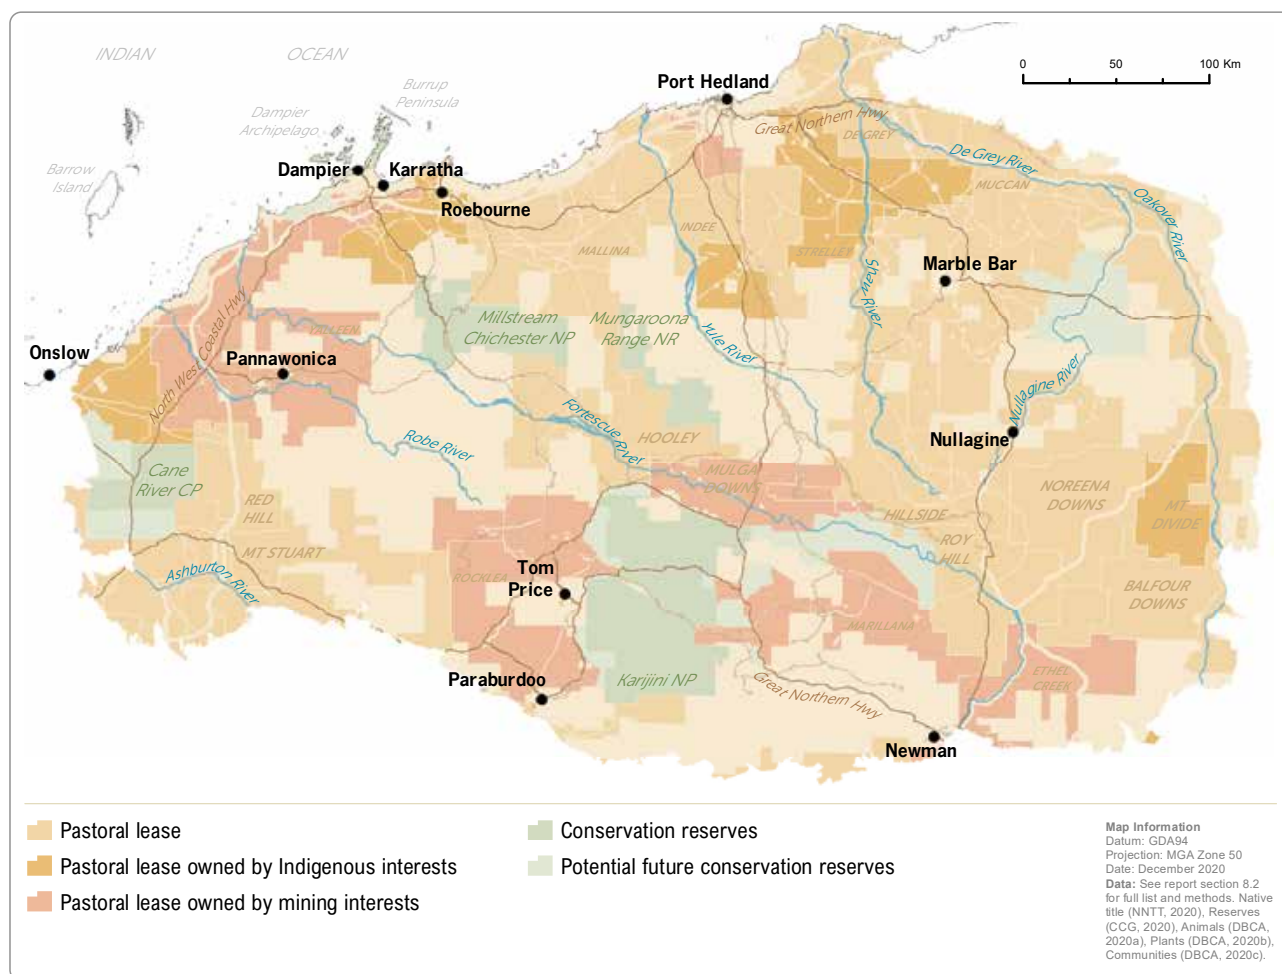 INDIAN
OCEAN
Burrup
Peninsula
Dampier
Archipelago
Barrow
Island
0 50 100 Km
Port Hedland
Great Northern Hwy
DE GREY
De Grey River
MUCCAN
Oakover River
Dampier
Karratha
Roebourne
INDEE
MALLINA
STRELLEY
Shaw River
Marble Bar
Millstream
Chichester NP
Mungaroona
Range NR
Yule River
YALLEEN
North West Coastal Hwy
Onslow
Pannawonica
Nullagine River
Fortescue River
Robe River
HOOLEY
Nullagine
Cane
River CP
RED
HILL
MULGA
DOWNS
NOREENA
DOWNS
MT
DIVIDE
HILLSIDE
ROY
HILL
MT STUART
Ashburton River
ROCKLEA
Tom
Price
BALFOUR
DOWNS
MARILLANA
Paraburdoo
Karijini NP
Great Northern Hwy
ETHEL
CREEK
Newman
Pastoral lease
Pastoral lease owned by Indigenous interests
Pastoral lease owned by mining interests
Conservation reserves
Potential future conservation reserves
Map Information
Datum: GDA94
Projection: MGA Zone 50
Date: December 2020
Data: See report section 8.2
for full list and methods. Native
title (NNTT, 2020), Reserves
(CCG, 2020), Animals (DBCA,
2020a), Plants (DBCA, 2020b),
Communities (DBCA, 2020c).